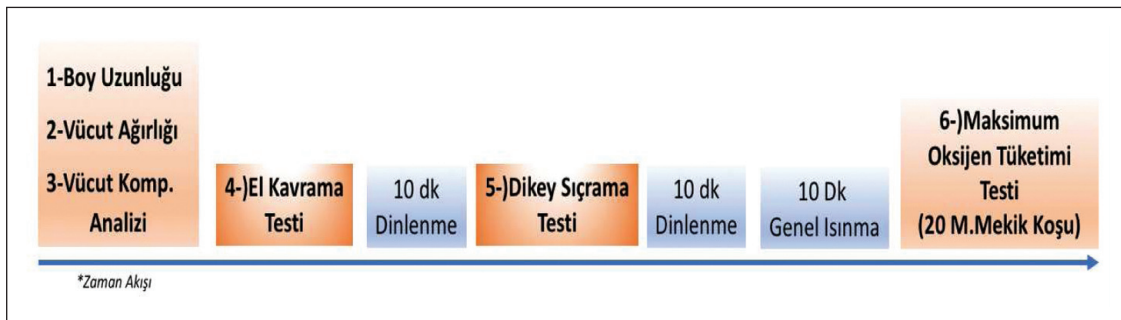 1-Boy Uzunluğu
2-Vücut Ağırlığı
3-Vücut Komp.
Analizi
4-)El Kavrama
Testi
10 dk
Dinlenme
5-)Dikey Sıçrama
Testi
10 dk
Dinlenme
10 Dk
Genel Isınma
6-)Maksimum
Oksijen Tüketimi
Testi
(20 M.Mekik Koşu)
*Zaman Akışı